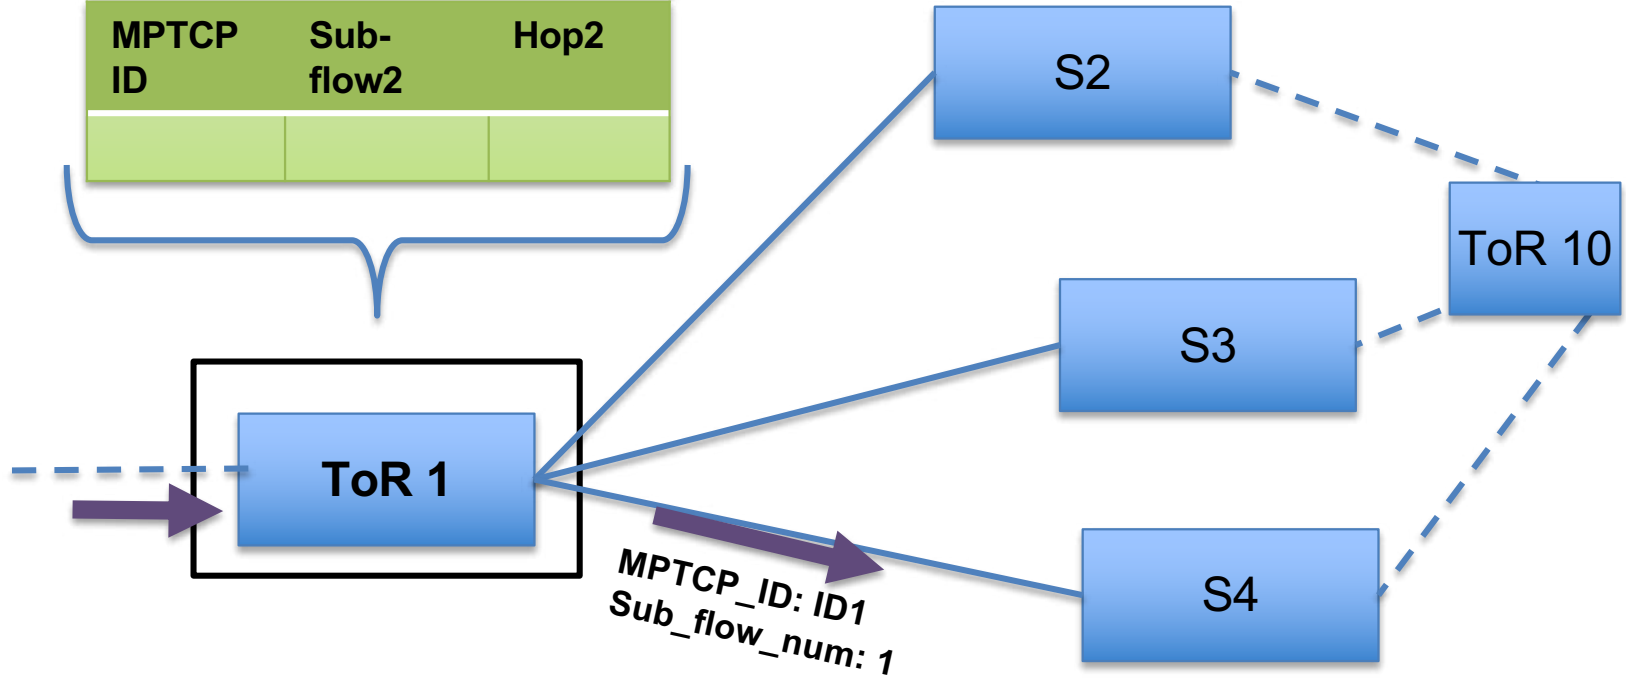 MPTCP ID
Sub-flow2
Hop2
S2
ToR 10
S3
ToR 1
MPTCP_ID: ID1
Sub_flow_num: 1
S4